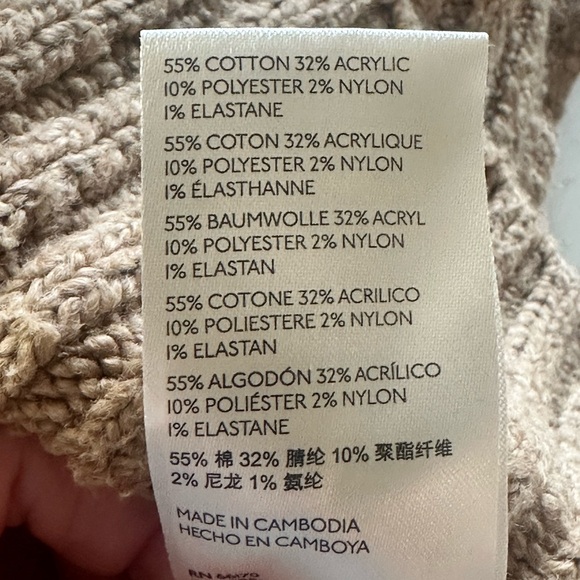 55% COTTON 32% ACRYLIC
10% POLYESTER 2% NYLON
1% ELASTANE
55% COTON 32% ACRYLIQUE
10% POLYESTER 2% NYLON
1% ÉLASTHANNE
55% BAUMWOLLE 32% ACRYL
10% POLYESTER 2% NYLON
1% ELASTAN
55% COTONE 32% ACRILICO
10% POLIESTERE 2% NYLON
1% ELASTAN
55% ALGODÓN 32% ACRÍLICO
10% POLIÉSTER 2% NYLON
1% ELASTANE
55% 棉 32% 腈纶 10% 聚酯纤维
2% 尼龙 1% 氨纶
MADE IN CAMBODIA
HECHO EN CAMBOYA
RN